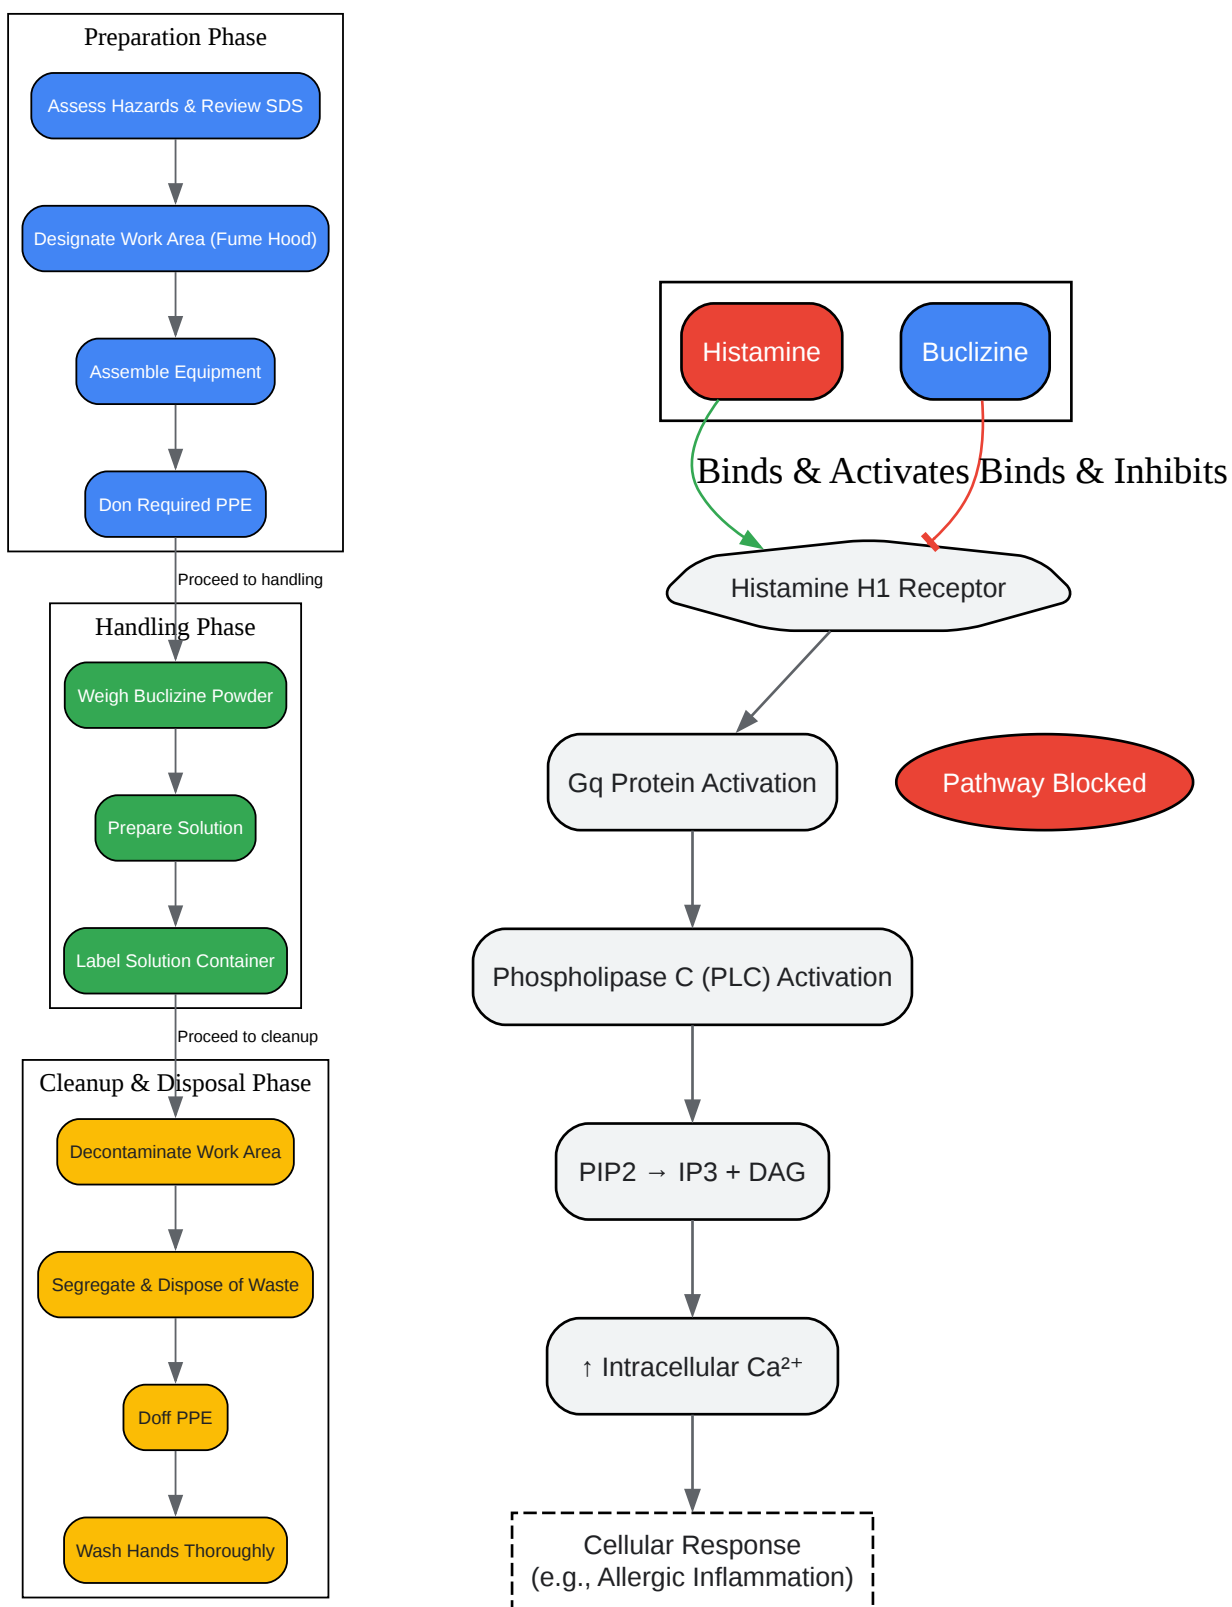 Preparation Phase
Assess Hazards & Review SDS
Designate Work Area (Fume Hood)
Assemble Equipment
Don Required PPE
Proceed to handling
Handling Phase
Weigh Buclizine Powder
Prepare Solution
Label Solution Container
Proceed to cleanup
Cleanup & Disposal Phase
Decontaminate Work Area
Segregate & Dispose of Waste
Doff PPE
Wash Hands Thoroughly
Histamine
Buclizine
Binds & Activates
Binds & Inhibits
Histamine H1 Receptor
Gq Protein Activation
Pathway Blocked
Phospholipase C (PLC) Activation
PIP2 → IP3 + DAG
↑ Intracellular Ca²⁺
Cellular Response
(e.g., Allergic Inflammation)